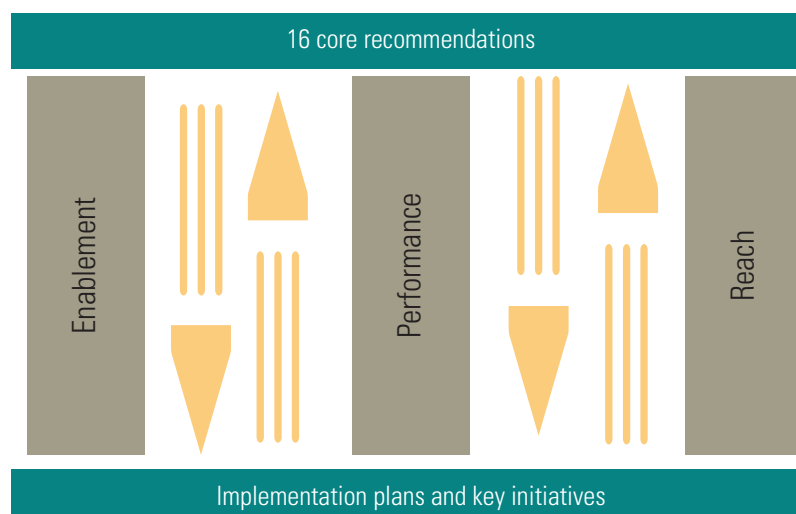 16 core recommendations
Enablement
Performance
Reach
Implementation plans and key initiatives